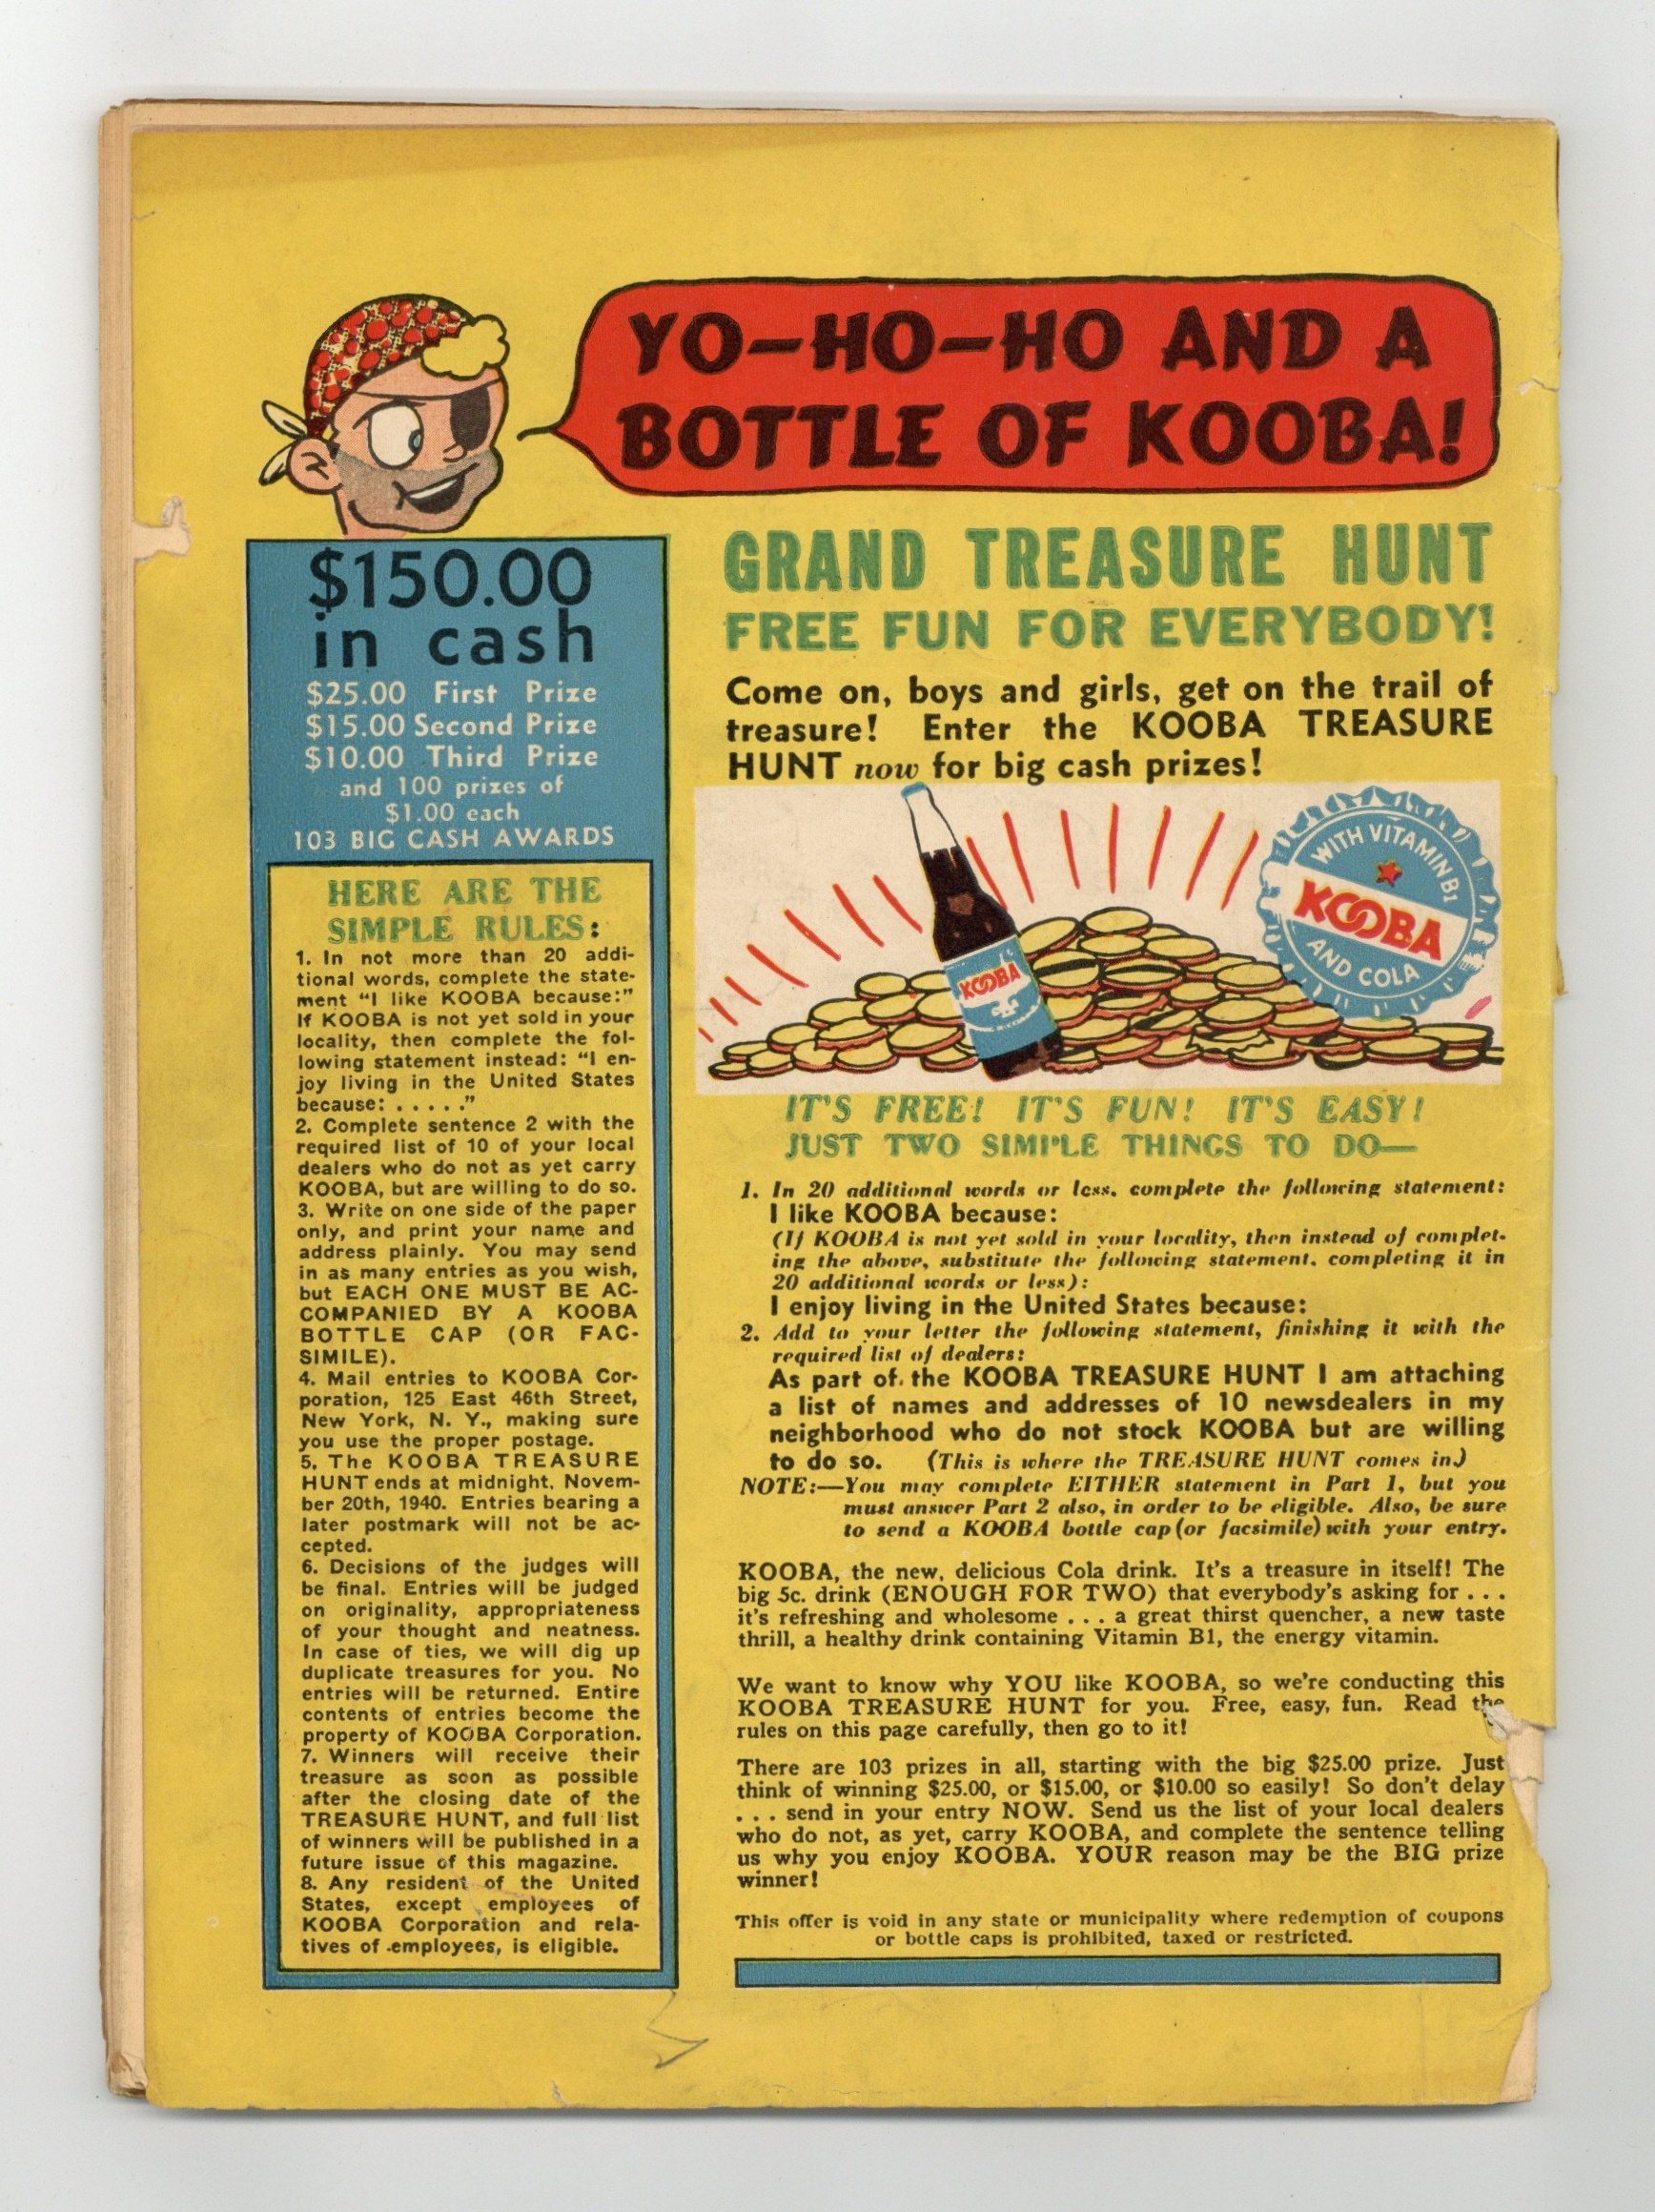 YO-HO-HO AND A
BOTTLE OF KOOBA!
$150.00
in cash
$25.00 First Prize
$15.00 Second Prize
$10.00 Third Prize
and 100 prizes of
$1.00 each
103 BIG CASH AWARDS
HERE ARE THE
SIMPLE RULES:
1. In not more than 20 addi-
tional words, complete the state-
ment "I like KOOBA because:"
If KOOBA is not yet sold in your
locality, then complete the fol-
lowing statement instead: "I en-
joy living in the United States
because: . . . . ."
2. Complete sentence 2 with the
required list of 10 of your local
dealers who do not as yet carry
KOOBA, but are willing to do so.
3. Write on one side of the paper
only, and print your name and
address plainly. You may send
in as many entries as you wish,
but EACH ONE MUST BE AC-
COMPANIED BY A KOOBA
BOTTLE CAP (OR FAC-
SIMILE).
4. Mail entries to KOOBA Cor-
poration, 125 East 46th Street,
New York, N. Y., making sure
you use the proper postage.
5. The KOOBA TREASURE
HUNT ends at midnight, Novem-
ber 20th, 1940. Entries bearing a
later postmark will not be ac-
cepted.
6. Decisions of the judges will
be final. Entries will be judged
on originality, appropriateness
of your thought and neatness.
In case of ties, we will dig up
duplicate treasures for you. No
entries will be returned. Entire
contents of entries become the
property of KOOBA Corporation.
7. Winners will receive their
treasure as soon as possible
after the closing date of the
TREASURE HUNT, and full list
of winners will be published in a
future issue of this magazine.
8. Any resident of the United
States, except employees of
KOOBA Corporation and rela-
tives of employees, is eligible.
GRAND TREASURE HUNT
FREE FUN FOR EVERYBODY!
Come on, boys and girls, get on the trail of
treasure! Enter the KOOBA TREASURE
HUNT now for big cash prizes!
KOOBA
WITH VITAMIN B1
KOOBA
AND COLA
IT'S FREE! IT'S FUN! IT'S EASY!
JUST TWO SIMPLE THINGS TO DO—
1. In 20 additional words or less, complete the following statement:
I like KOOBA because:
(If KOOBA is not yet sold in your locality, then instead of complet-
ing the above, substitute the following statement, completing it in
20 additional words or less):
I enjoy living in the United States because:
2. Add to your letter the following statement, finishing it with the
required list of dealers:
As part of the KOOBA TREASURE HUNT I am attaching
a list of names and addresses of 10 newsdealers in my
neighborhood who do not stock KOOBA but are willing
to do so. (This is where the TREASURE HUNT comes in.)
NOTE:—You may complete EITHER statement in Part 1, but you
must answer Part 2 also, in order to be eligible. Also, be sure
to send a KOOBA bottle cap (or facsimile) with your entry.
KOOBA, the new, delicious Cola drink. It's a treasure in itself! The
big 5c. drink (ENOUGH FOR TWO) that everybody's asking for . . .
it's refreshing and wholesome . . . a great thirst quencher, a new taste
thrill, a healthy drink containing Vitamin B1, the energy vitamin.
We want to know why YOU like KOOBA, so we're conducting this
KOOBA TREASURE HUNT for you. Free, easy, fun. Read the
rules on this page carefully, then go to it!
There are 103 prizes in all, starting with the big $25.00 prize. Just
think of winning $25.00, or $15.00, or $10.00 so easily! So don't delay
. . . send in your entry NOW. Send us the list of your local dealers
who do not, as yet, carry KOOBA, and complete the sentence telling
us why you enjoy KOOBA. YOUR reason may be the BIG prize
winner!
This offer is void in any state or municipality where redemption of coupons
or bottle caps is prohibited, taxed or restricted.